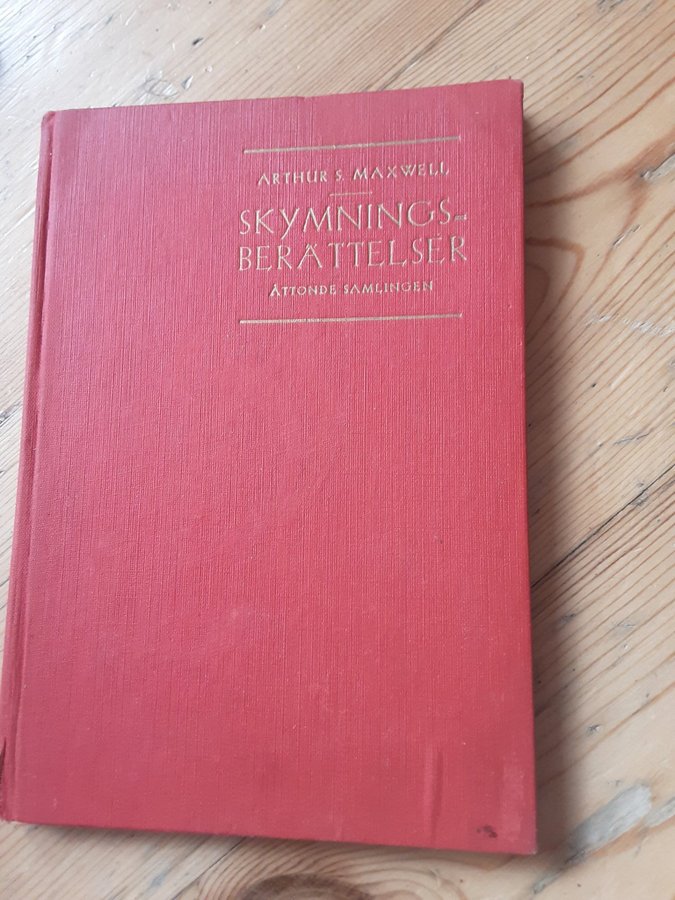 ARTHUR S. MAXWELL
SKYMNINGS-
BERÄTTELSER
ÅTTONDE SAMLINGEN